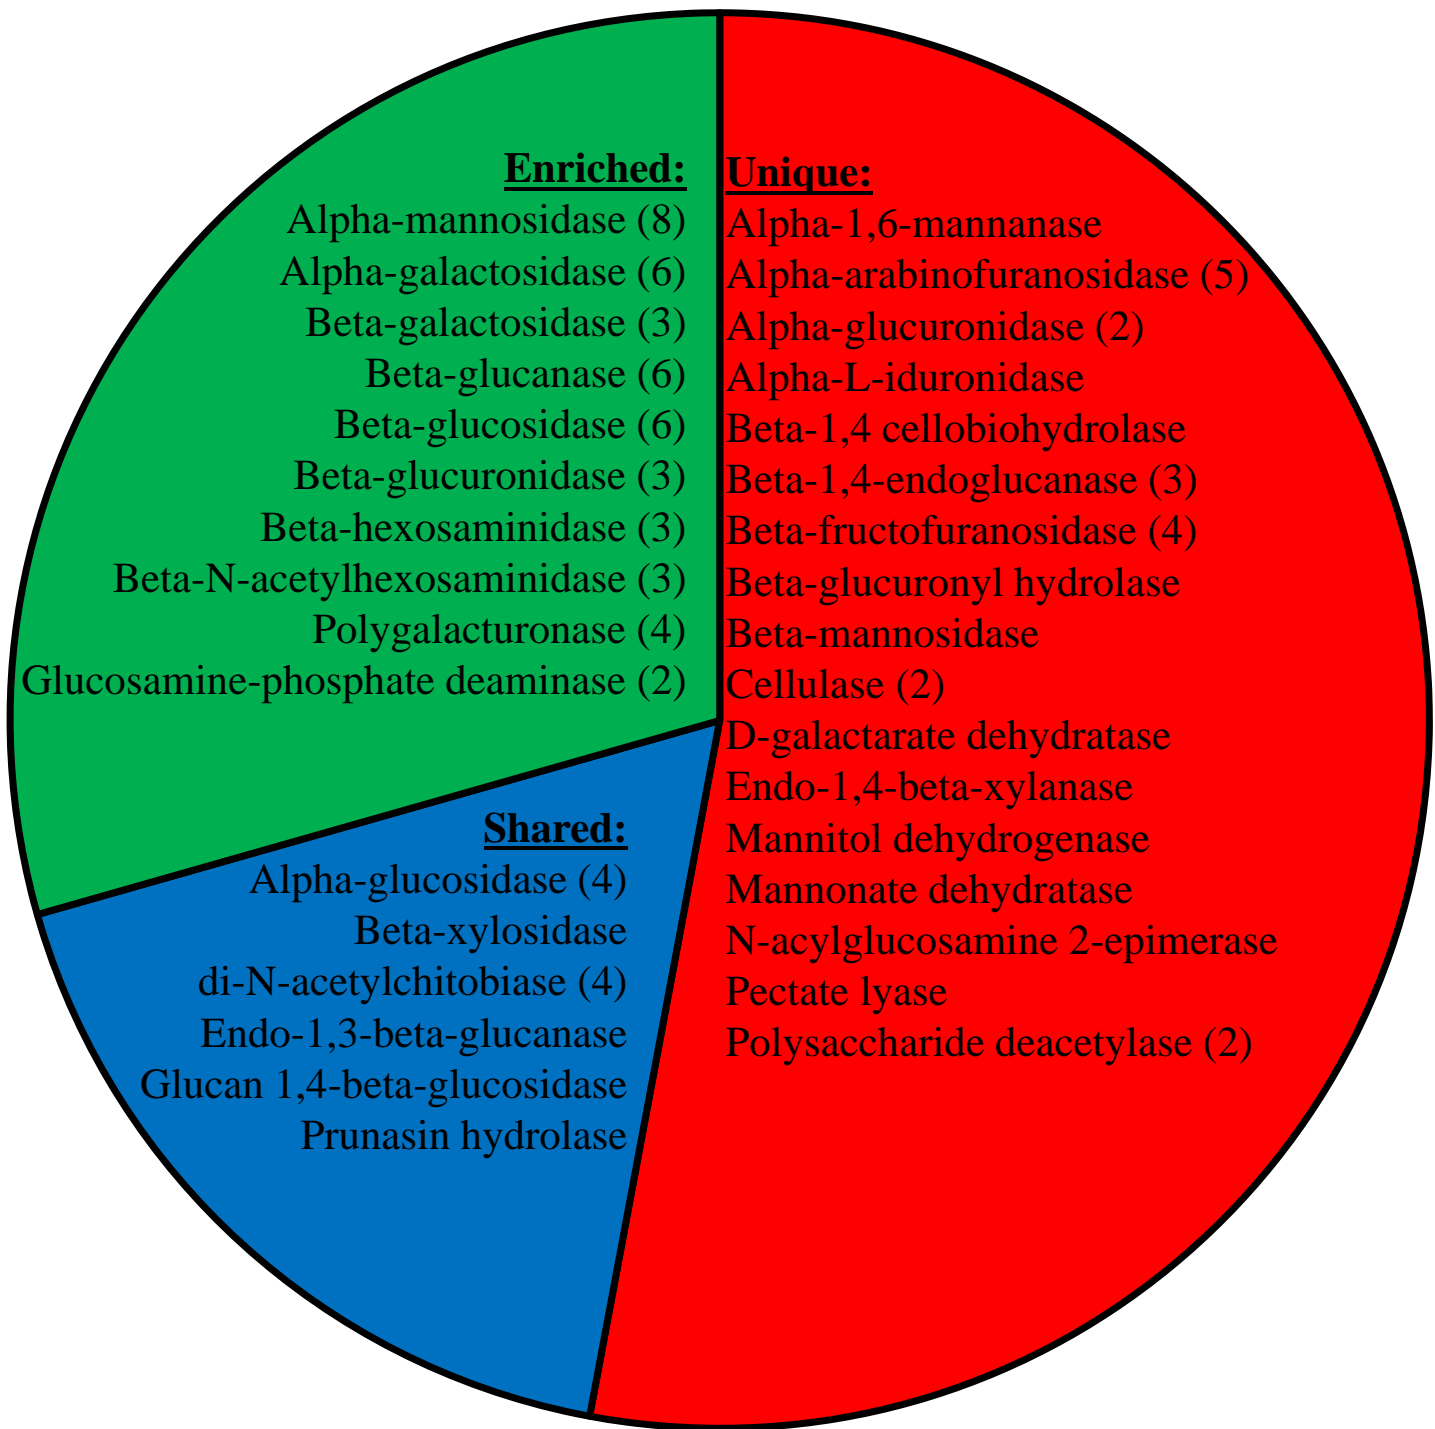 Enriched:
Alpha-mannosidase (8)
Alpha-galactosidase (6)
Beta-galactosidase (3)
Beta-glucanase (6)
Beta-glucosidase (6)
Beta-glucuronidase (3)
Beta-hexosaminidase (3)
Beta-N-acetylhexosaminidase (3)
Polygalacturonase (4)
Glucosamine-phosphate deaminase (2)
Unique:
Alpha-1,6-mannanase
Alpha-arabinofuranosidase (5)
Alpha-glucuronidase (2)
Alpha-L-iduronidase
Beta-1,4 cellobiohydrolase
Beta-1,4-endoglucanase (3)
Beta-fructofuranosidase (4)
Beta-glucuronyl hydrolase
Beta-mannosidase
Cellulase (2)
D-galactarate dehydratase
Endo-1,4-beta-xylanase
Mannitol dehydrogenase
Mannonate dehydratase
N-acylglucosamine 2-epimerase
Pectate lyase
Polysaccharide deacetylase (2)
Shared:
Alpha-glucosidase (4)
Beta-xylosidase
di-N-acetylchitobiase (4)
Endo-1,3-beta-glucanase
Glucan 1,4-beta-glucosidase
Prunasin hydrolase